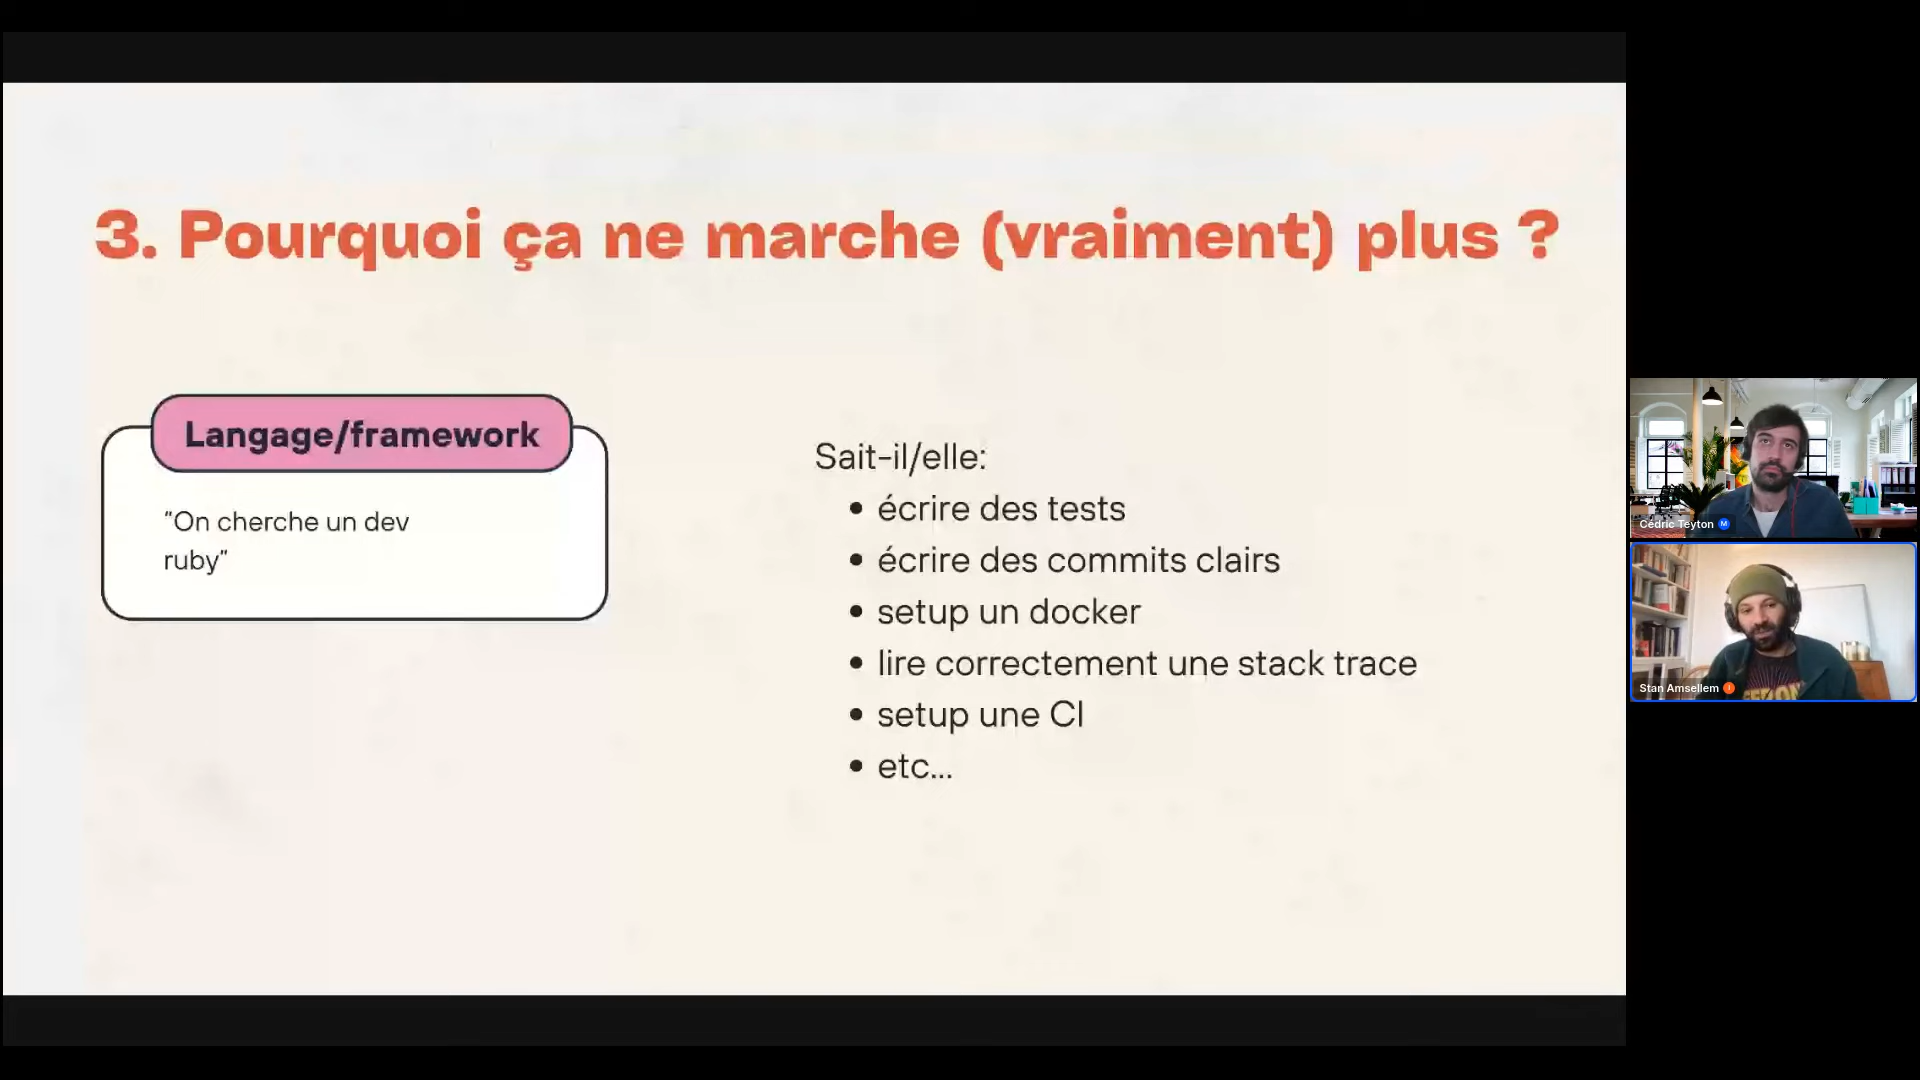 3. Pourquoi ça ne marche (vraiment) plus ?
Langage/framework
"On cherche un dev
ruby"
Sait-il/elle:
• écrire des tests
• écrire des commits clairs
• setup un docker
• lire correctement une stack trace
• setup une CI
• etc...
Cédric Teyton M
Stan Amsellem